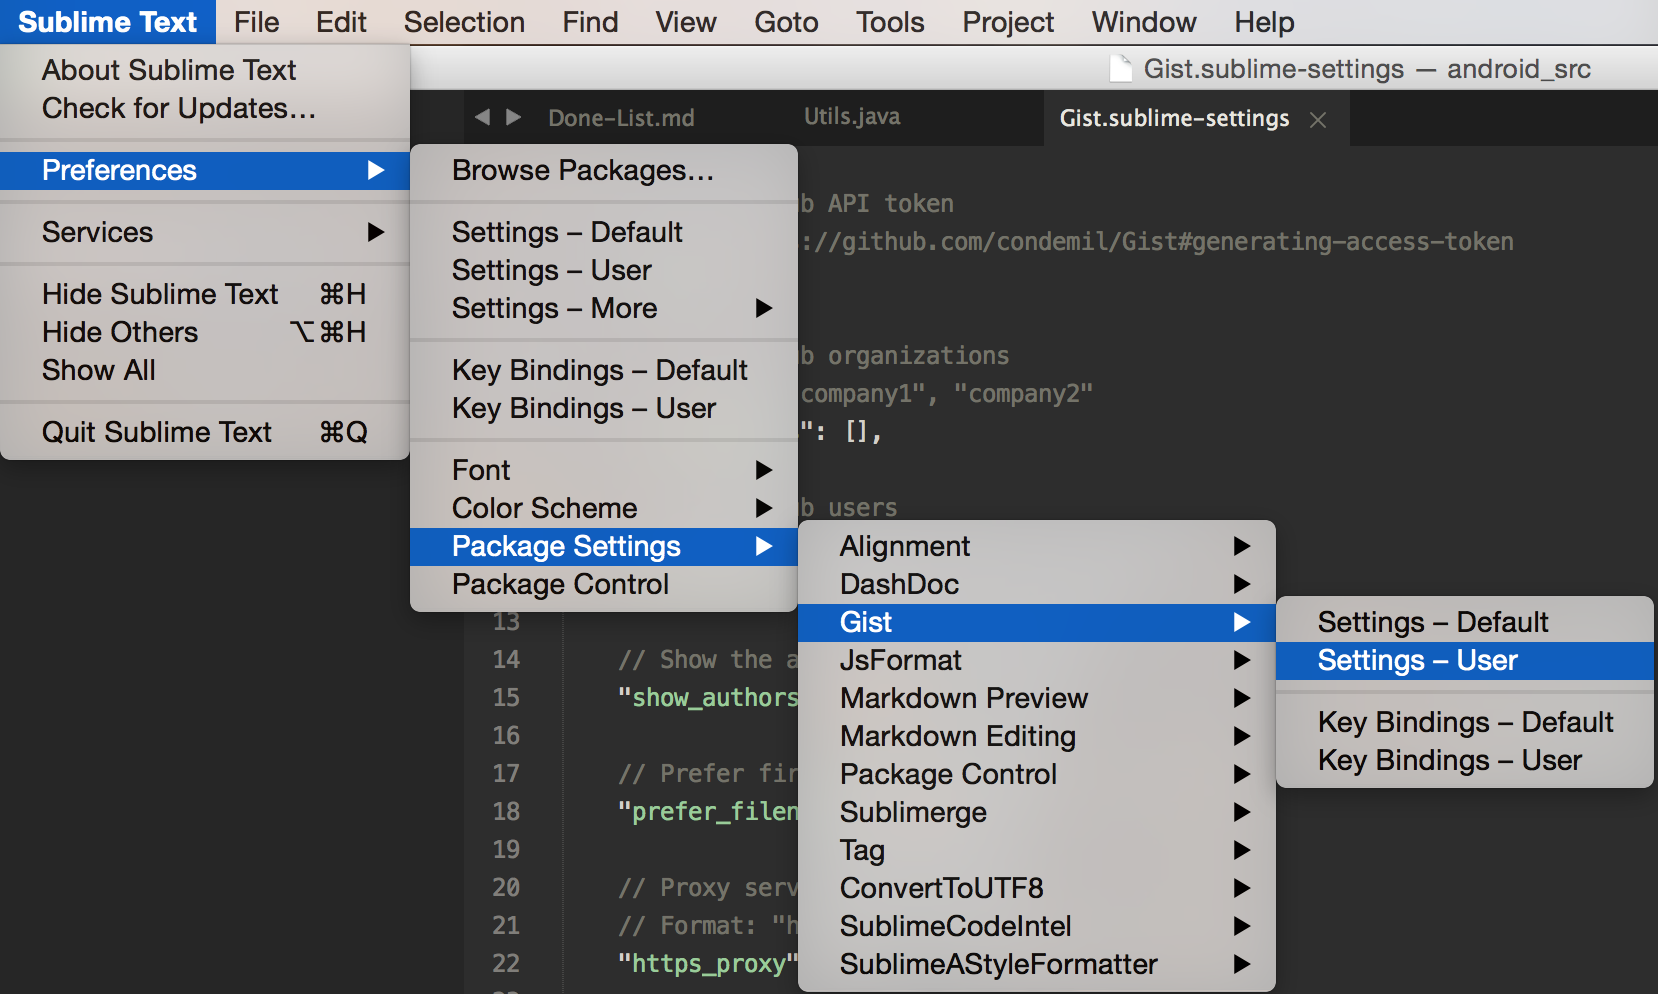 Sublime Text File Edit Selection Find View Goto Tools Project Window Help
Gist.sublime-settings — android_src
Done-List.md Utils.java Gist.sublime-settings
About Sublime Text
Check for Updates…
Preferences
Services
Hide Sublime Text ⌘H
Hide Others ⌥⌘H
Show All
Quit Sublime Text ⌘Q
Browse Packages…
Settings – Default
Settings – User
Settings – More
Key Bindings – Default
Key Bindings – User
Font
Color Scheme
Package Settings
Package Control
Alignment
DashDoc
Gist
JsFormat
Markdown Preview
Markdown Editing
Package Control
Sublimerge
Tag
ConvertToUTF8
SublimeCodeIntel
SublimeAStyleFormatter
Settings – Default
Settings – User
Key Bindings – Default
Key Bindings – User
b API token
://github.com/condemil/Gist#generating-access-token
b organizations
company1", "company2"
": [],
b users
13
14 // Show the a
15 "show_authors
16
17 // Prefer fir
18 "prefer_filen
19
20 // Proxy serv
21 // Format: "h
22 "https_proxy"